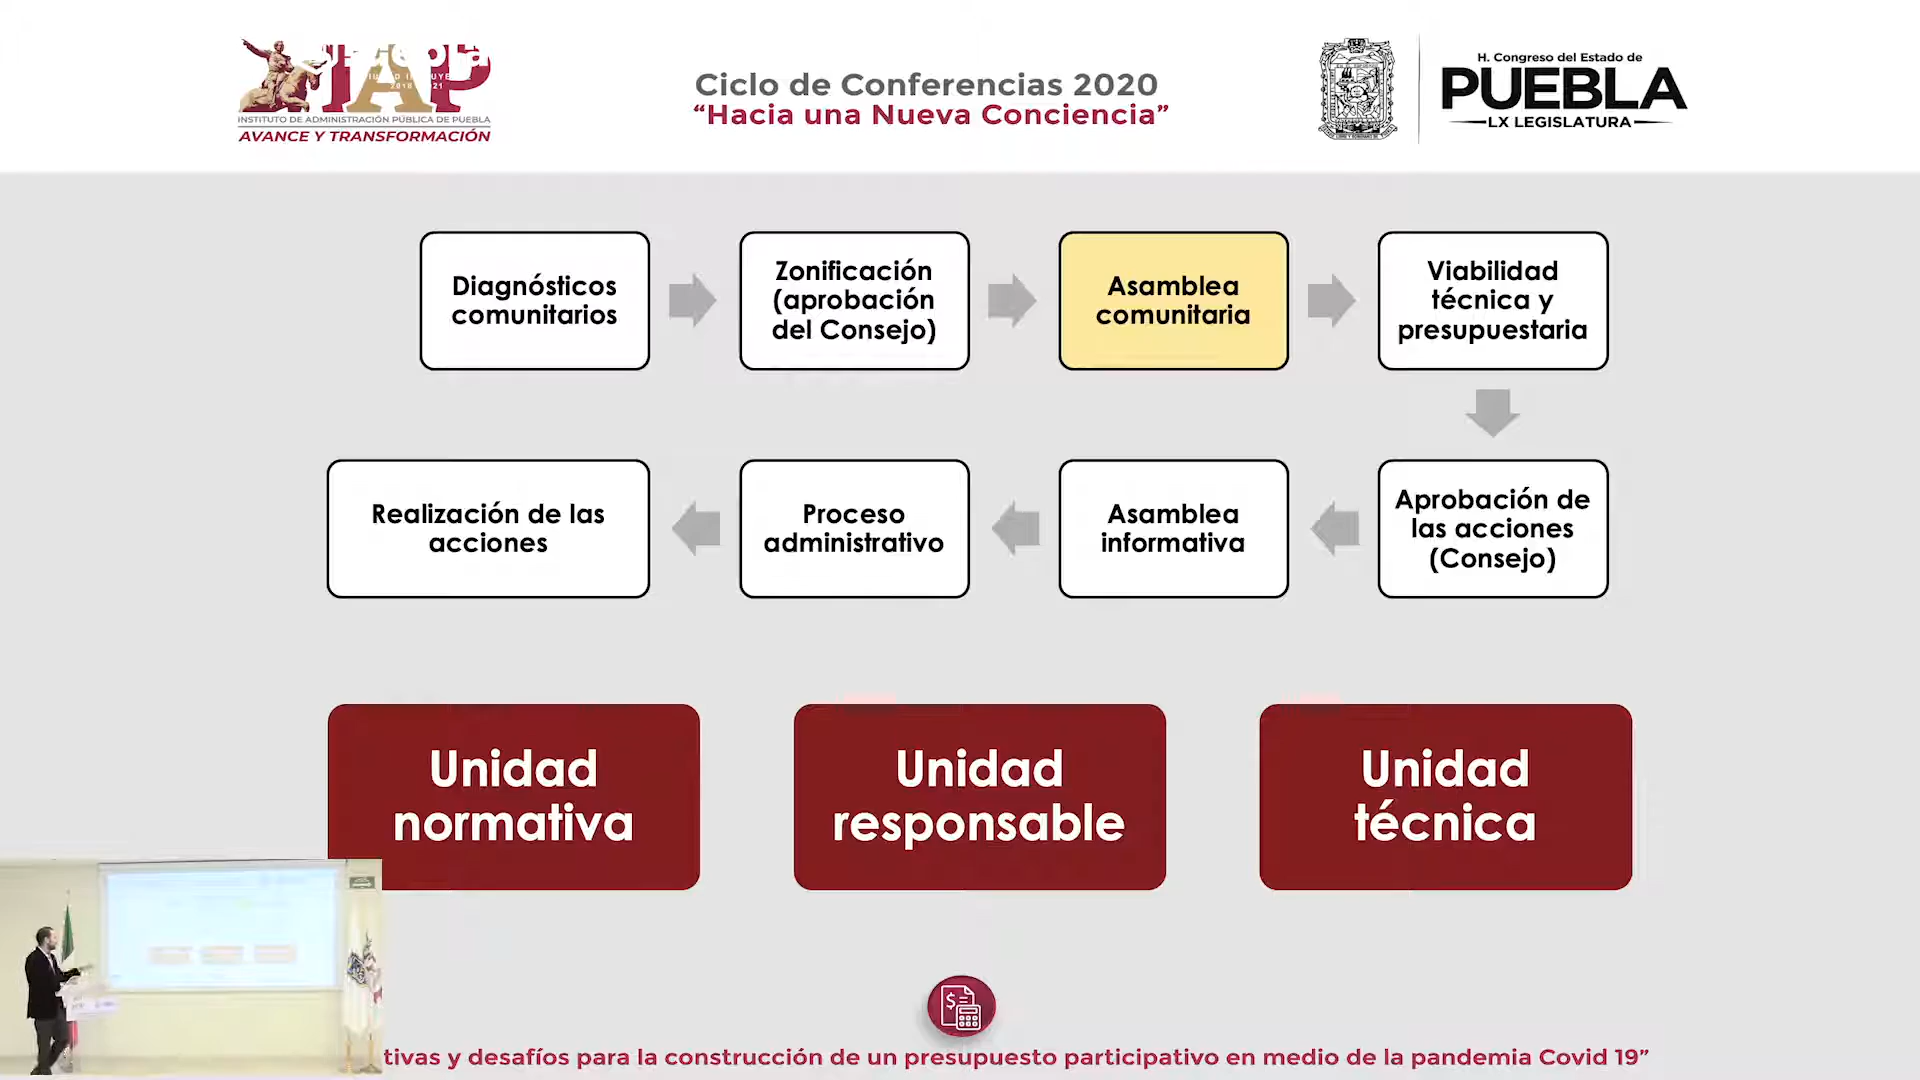 IAP
INSTITUTO DE ADMINISTRACIÓN PÚBLICA DE PUEBLA
AVANCE Y TRANSFORMACIÓN
Ciclo de Conferencias 2020
“Hacia una Nueva Conciencia”
H. Congreso del Estado de
PUEBLA
LX LEGISLATURA
Diagnósticos
comunitarios
Zonificación
(aprobación
del Consejo)
Asamblea
comunitaria
Viabilidad
técnica y
presupuestaria
Realización de las
acciones
Proceso
administrativo
Asamblea
informativa
Aprobación de
las acciones
(Consejo)
Unidad
normativa
Unidad
responsable
Unidad
técnica
tivas y desafíos para la construcción de un presupuesto participativo en medio de la pandemia Covid 19”